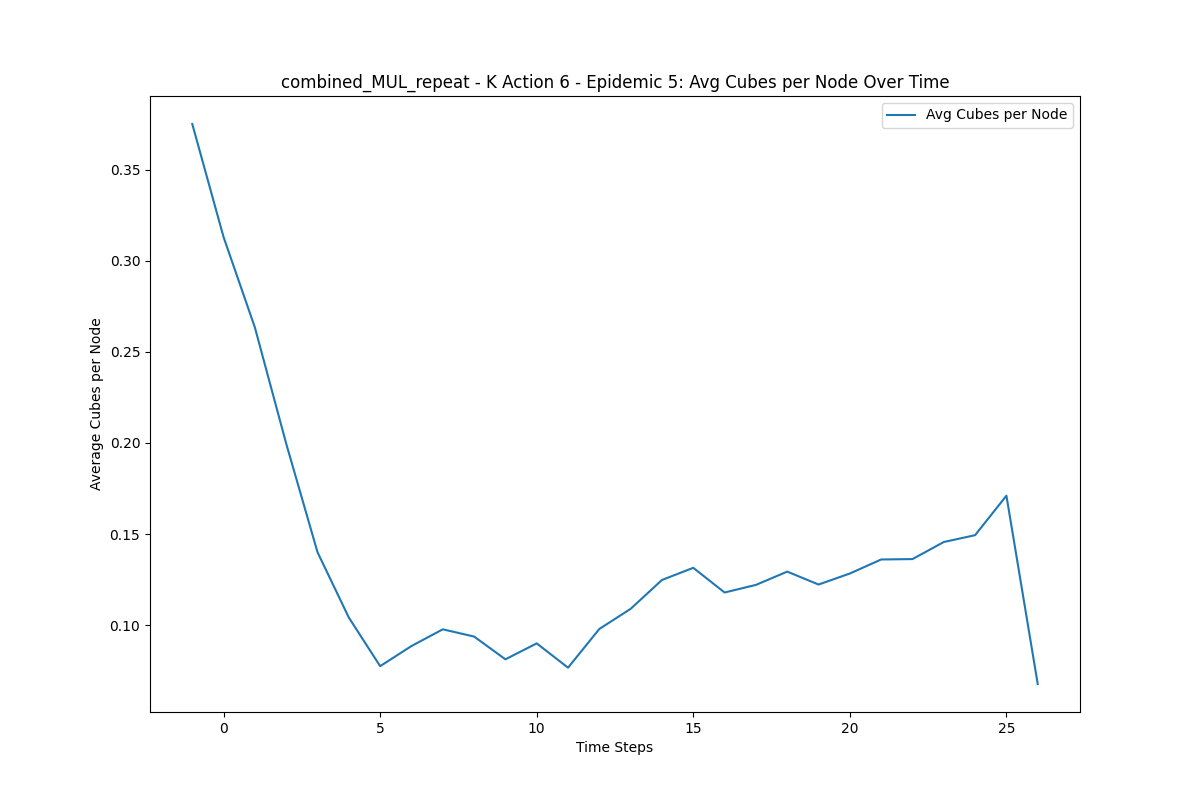 combined_MUL_repeat - K Action 6 - Epidemic 5: Avg Cubes per Node Over Time
Avg Cubes per Node
0.35
0.30
0.25
0.20
0.15
0.10
Average Cubes per Node
0 5 10 15 20 25
Time Steps